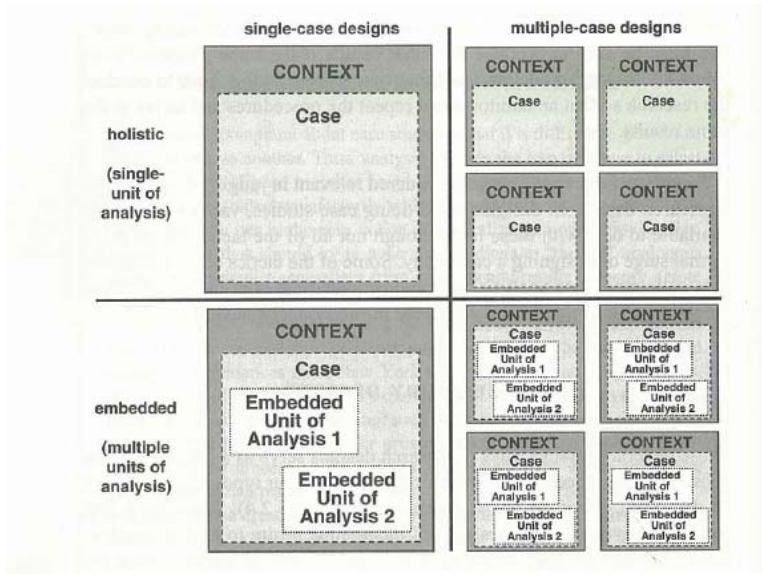 single-case designs
multiple-case designs
holistic
(single-
unit of
analysis)
CONTEXT
Case
CONTEXT
Case
CONTEXT
Case
CONTEXT
Case
CONTEXT
Case
embedded
(multiple
units of
analysis)
CONTEXT
Case
Embedded
Unit of
Analysis 1
Embedded
Unit of
Analysis 2
CONTEXT
Case
Embedded
Unit of
Analysis 1
Embedded
Unit of
Analysis 2
CONTEXT
Case
Embedded
Unit of
Analysis 1
Embedded
Unit of
Analysis 2
CONTEXT
Case
Embedded
Unit of
Analysis 1
Embedded
Unit of
Analysis 2
CONTEXT
Case
Embedded
Unit of
Analysis 1
Embedded
Unit of
Analysis 2